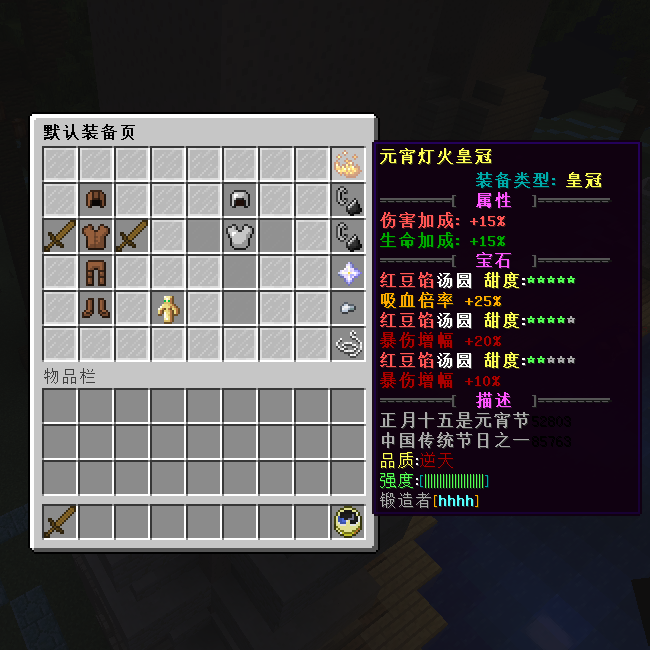 默认装备页
元宵灯火皇冠
装备类型: 皇冠
--------[ 属性 ]--------
伤害加成: +15%
生命加成: +15%
--------[ 宝石 ]--------
红豆馅汤圆 甜度:★★★★★
吸血倍率 +25%
红豆馅汤圆 甜度:★★★★★
暴伤增幅 +20%
红豆馅汤圆 甜度:★★★★★
暴伤增幅 +10%
--------[ 描述 ]--------
正月十五是元宵节
中国传统节日之一
品质:逆天
强度:[||||||||||||||||||||]
锻造者[hhhh]
物品栏